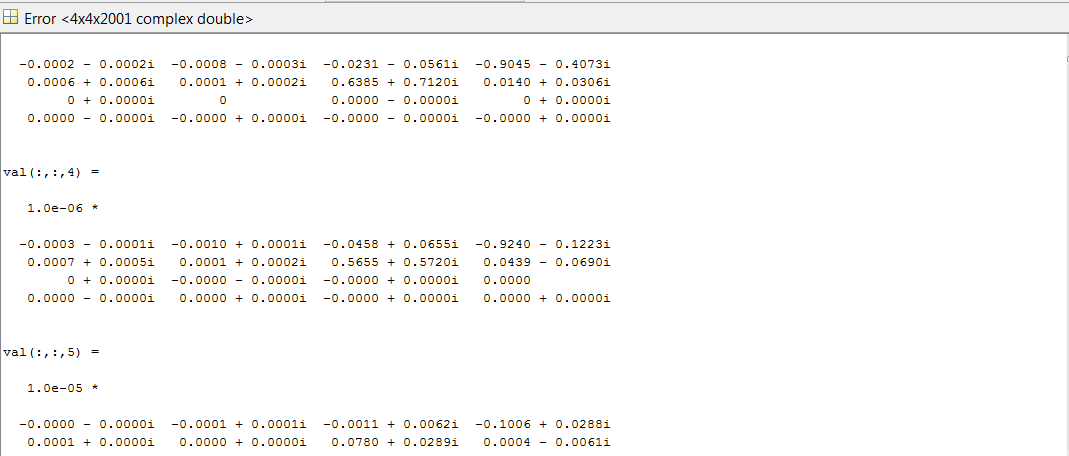 Error <4x4x2001 complex double>
-0.0002 - 0.0002i -0.0008 - 0.0003i -0.0231 - 0.0561i -0.9045 - 0.4073i
0.0006 + 0.0006i 0.0001 + 0.0002i 0.6385 + 0.7120i 0.0140 + 0.0306i
0 + 0.0000i 0 0.0000 - 0.0000i 0 + 0.0000i
0.0000 - 0.0000i -0.0000 + 0.0000i -0.0000 - 0.0000i -0.0000 + 0.0000i
val(:,:,4) =
1.0e-06 *
-0.0003 - 0.0001i -0.0010 + 0.0001i -0.0458 + 0.0655i -0.9240 - 0.1223i
0.0007 + 0.0005i 0.0001 + 0.0002i 0.5655 + 0.5720i 0.0439 - 0.0690i
0 + 0.0000i -0.0000 - 0.0000i -0.0000 + 0.0000i 0.0000
0.0000 - 0.0000i 0.0000 + 0.0000i -0.0000 + 0.0000i 0.0000 + 0.0000i
val(:,:,5) =
1.0e-05 *
-0.0000 - 0.0000i -0.0001 + 0.0001i -0.0011 + 0.0062i -0.1006 + 0.0288i
0.0001 + 0.0000i 0.0000 + 0.0000i 0.0780 + 0.0289i 0.0004 - 0.0061i